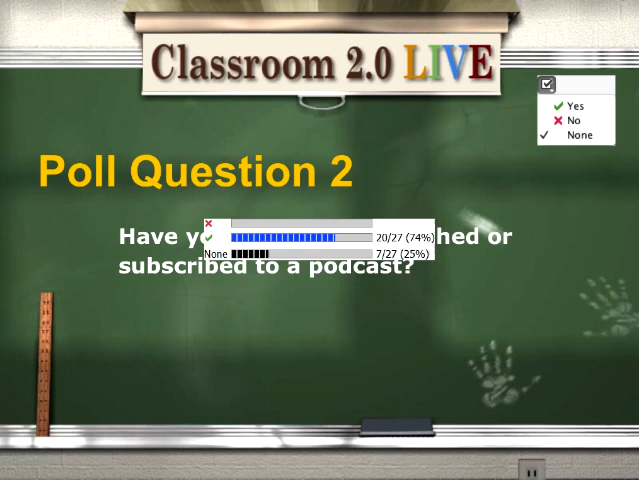 Classroom 2.0 LIVE
Yes
No
None
Poll Question 2
20/27 (74%)
None 7/27 (25%)
Have hed or
subscribed to a podcast?